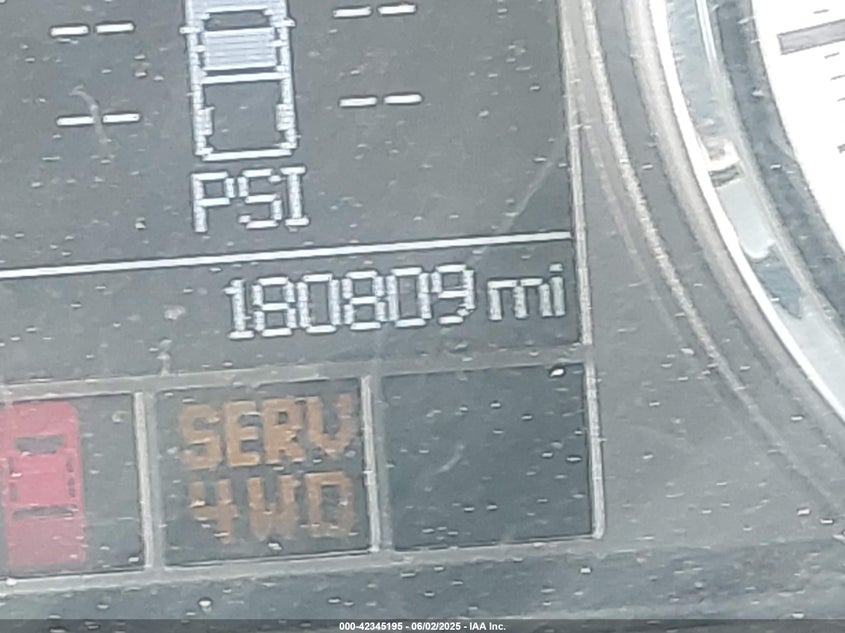 -- --
-- --
PSI
180809 mi
SERV
4WD
000-42345195 - 06/02/2025 - IAA Inc.